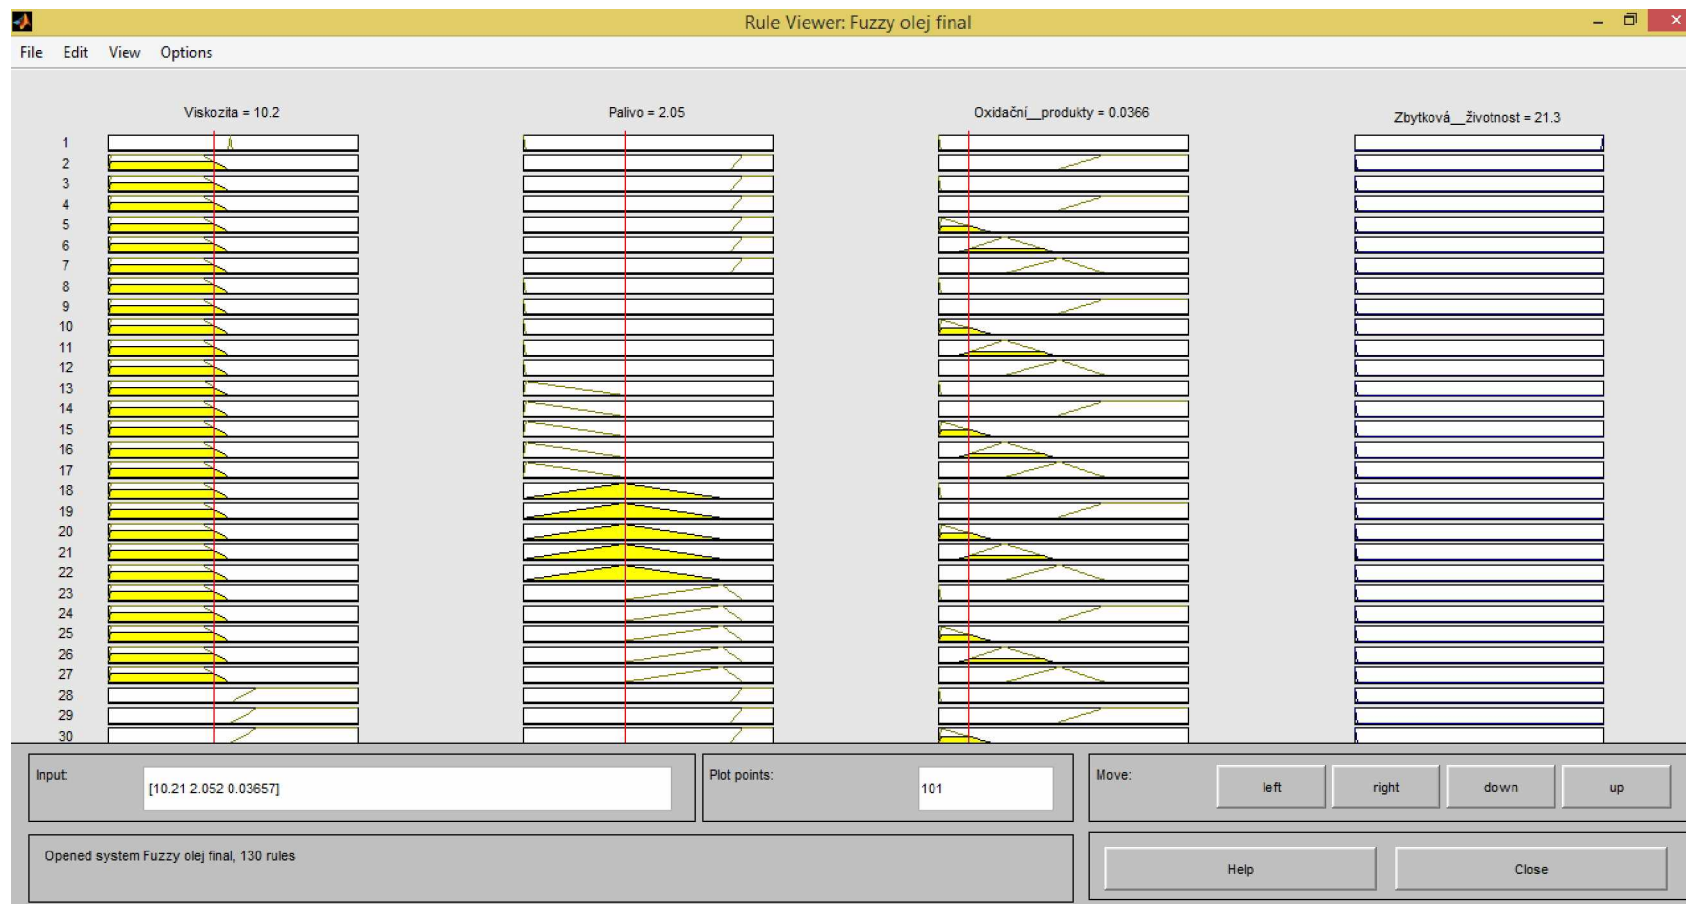 Rule Viewer: Fuzzy olej final
File Edit View Options
Viskozita = 10.2
Palivo = 2.05
Oxidační__produkty = 0.0366
Zbytková__životnost = 21.3
1
2
3
4
5
6
7
8
9
10
11
12
13
14
15
16
17
18
19
20
21
22
23
24
25
26
27
28
29
30
Input:
[10.21 2.052 0.03657]
Plot points:
101
Move:
left
right
down
up
Opened system Fuzzy olej final, 130 rules
Help
Close